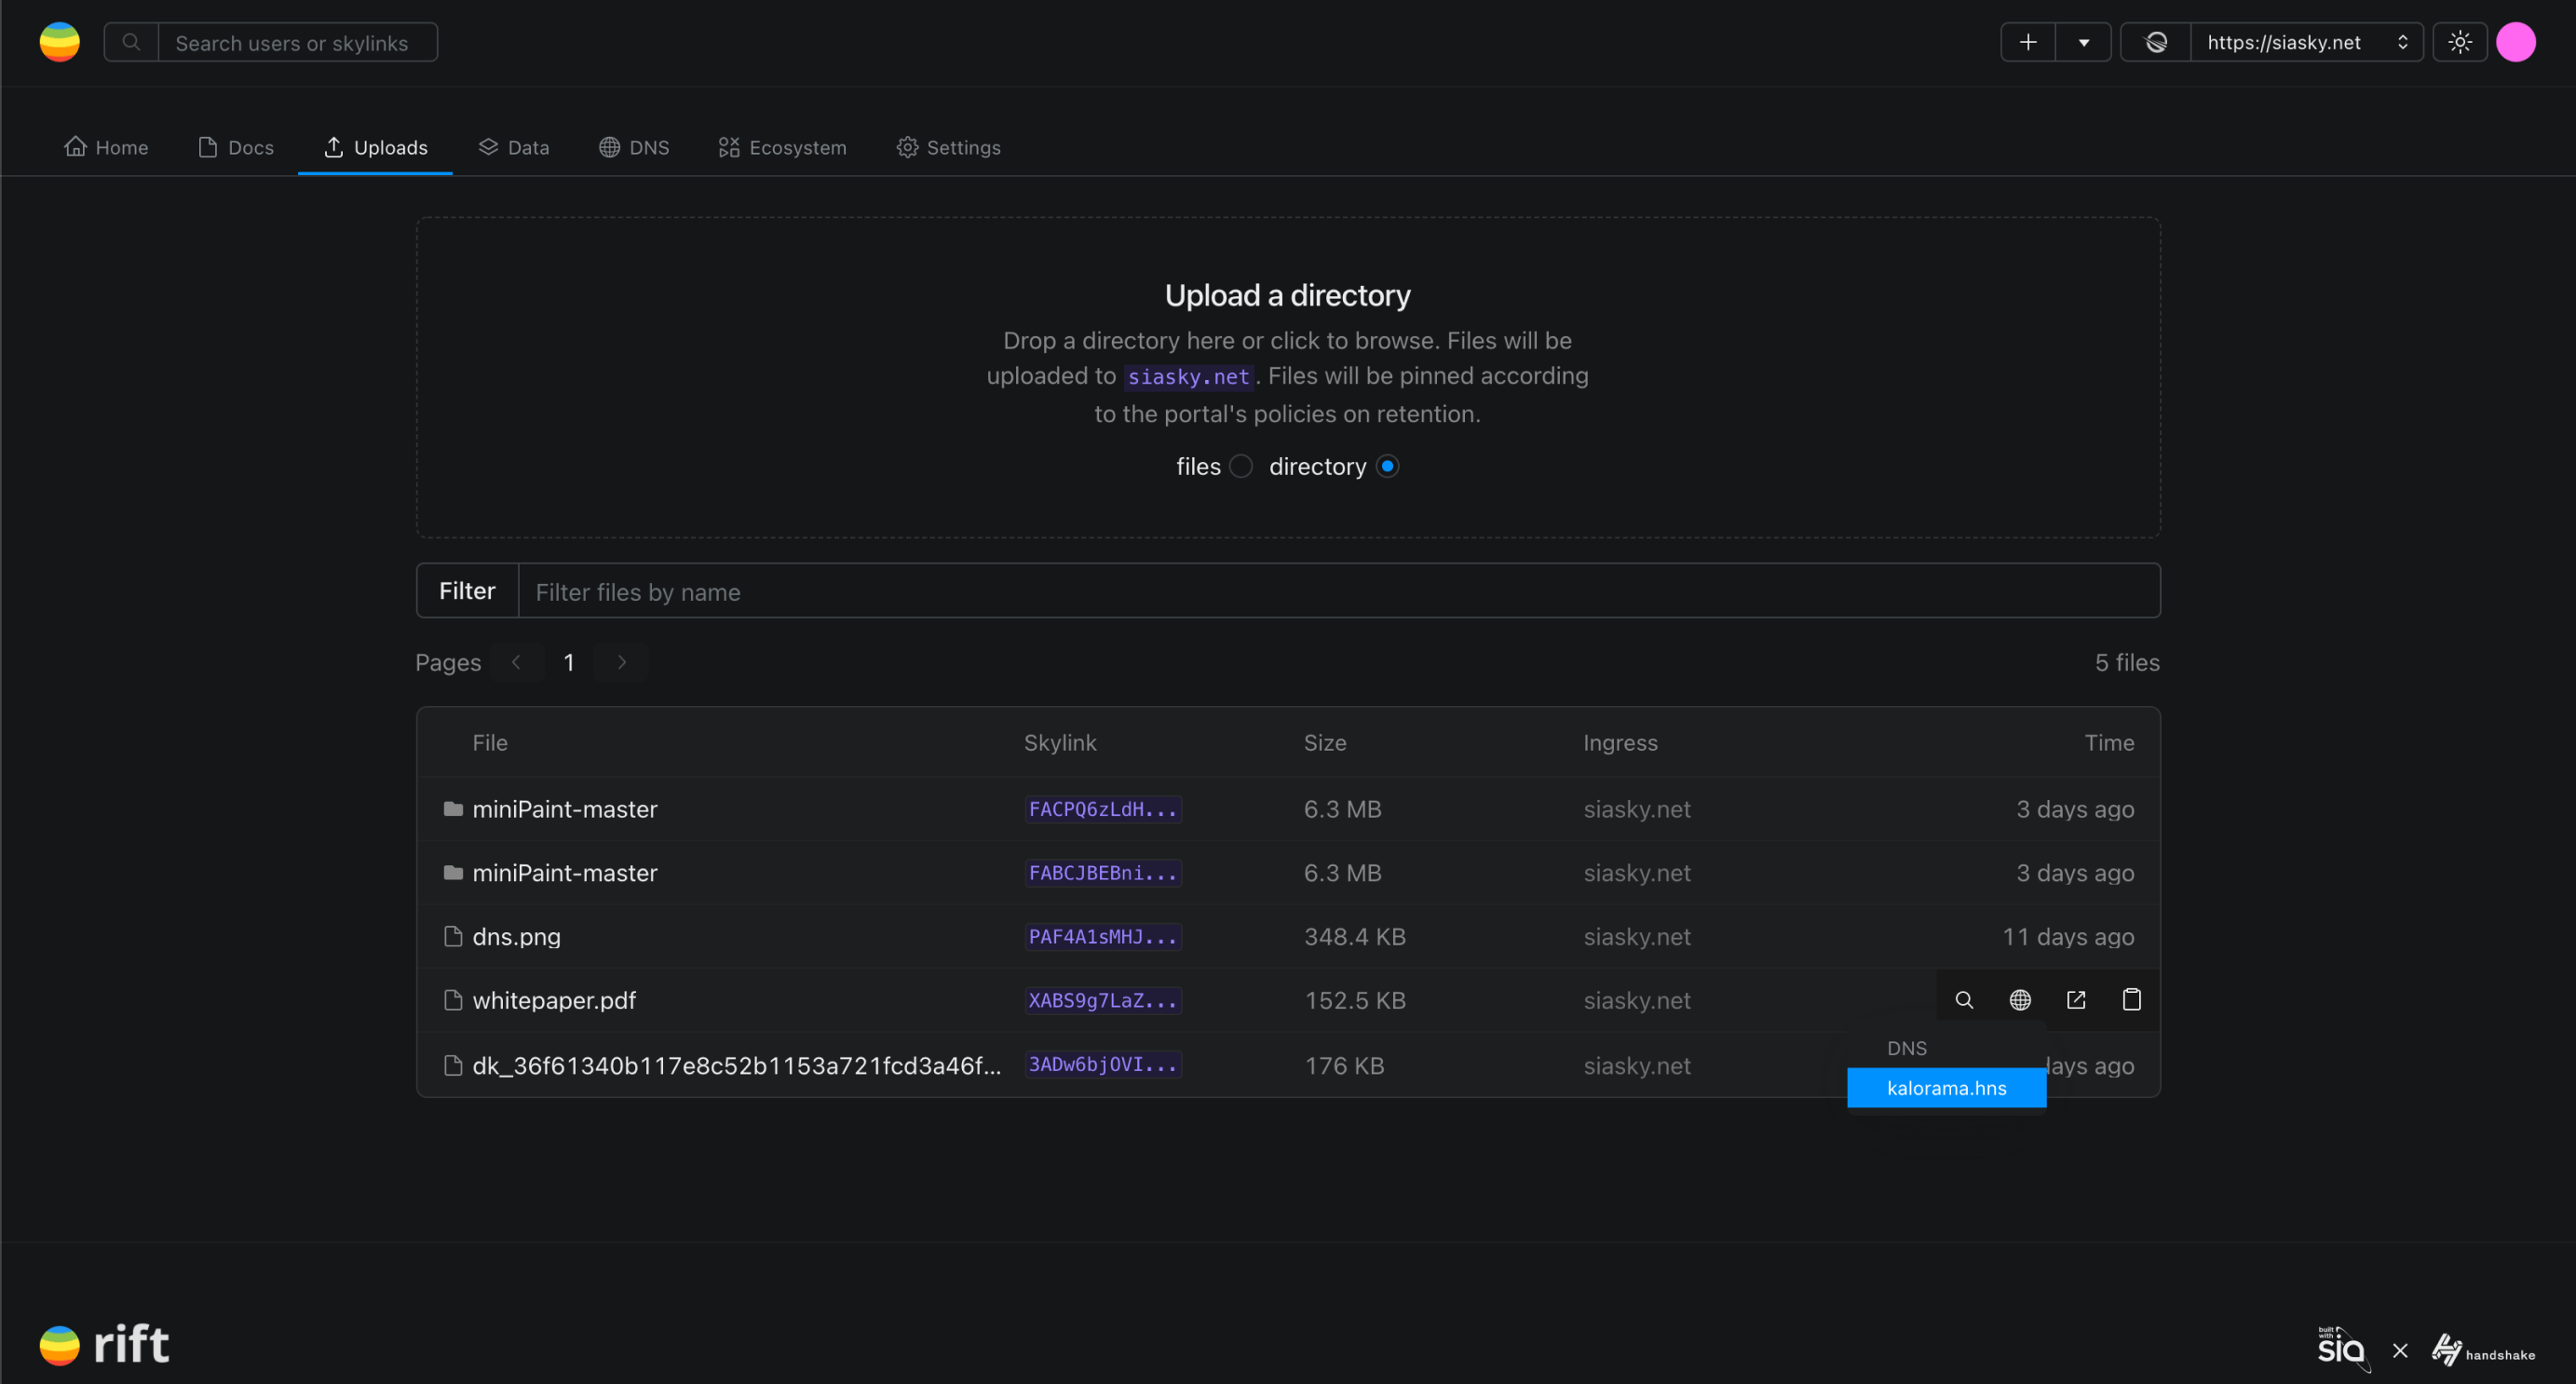 Search users or skylinks
https://siasky.net
Home Docs Uploads Data DNS Ecosystem Settings
Upload a directory
Drop a directory here or click to browse. Files will be
uploaded to siasky.net. Files will be pinned according
to the portal's policies on retention.
files directory
Filter Filter files by name
Pages 1 5 files
File Skylink Size Ingress Time
miniPaint-master FACPQ6zLdH... 6.3 MB siasky.net 3 days ago
miniPaint-master FABCJBEBni... 6.3 MB siasky.net 3 days ago
dns.png PAF4A1sMHJ... 348.4 KB siasky.net 11 days ago
whitepaper.pdf XABS9g7LaZ... 152.5 KB siasky.net
DNS
dk_36f61340b117e8c52b1153a721fcd3a46f... 3ADw6bjOVI... 176 KB siasky.net days ago
kalorama.hns
rift
built with sia × handshake